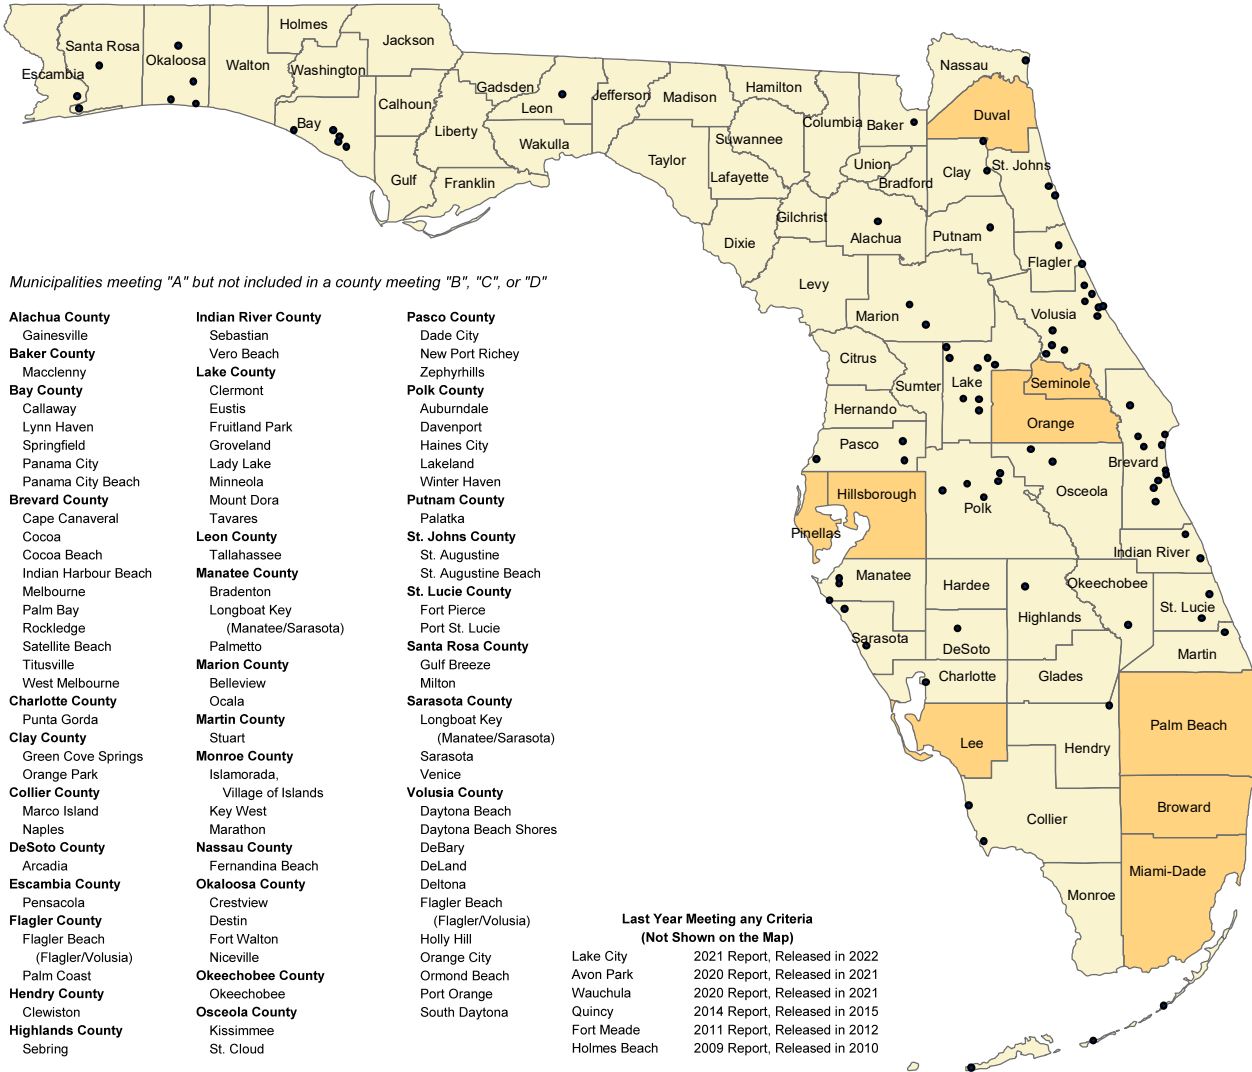 Holmes
Jackson
Santa Rosa
Okaloosa
Walton
Washington
Escambia
Gadsden
Leon
Jefferson
Madison
Hamilton
Nassau
Duval
Calhoun
Bay
Liberty
Wakulla
Taylor
Suwannee
Columbia
Baker
Union
Bradford
Clay
St. Johns
Gulf
Franklin
Lafayette
Gilchrist
Dixie
Alachua
Putnam
Flagler
Levy
Marion
Volusia
Citrus
Sumter
Lake
Seminole
Hernando
Orange
Pasco
Brevard
Hillsborough
Polk
Osceola
Pinellas
Indian River
Manatee
Hardee
Okeechobee
Highlands
St. Lucie
Sarasota
DeSoto
Martin
Charlotte
Glades
Palm Beach
Lee
Hendry
Broward
Collier
Miami-Dade
Monroe
Municipalities meeting "A" but not included in a county meeting "B", "C", or "D"
Alachua County
Gainesville
Baker County
Macclenny
Bay County
Callaway
Lynn Haven
Springfield
Panama City
Panama City Beach
Brevard County
Cape Canaveral
Cocoa
Cocoa Beach
Indian Harbour Beach
Melbourne
Palm Bay
Rockledge
Satellite Beach
Titusville
West Melbourne
Charlotte County
Punta Gorda
Clay County
Green Cove Springs
Orange Park
Collier County
Marco Island
Naples
DeSoto County
Arcadia
Escambia County
Pensacola
Flagler County
Flagler Beach
(Flagler/Volusia)
Palm Coast
Hendry County
Clewiston
Highlands County
Sebring
Indian River County
Sebastian
Vero Beach
Lake County
Clermont
Eustis
Fruitland Park
Groveland
Lady Lake
Minneola
Mount Dora
Tavares
Leon County
Tallahassee
Manatee County
Bradenton
Longboat Key
(Manatee/Sarasota)
Palmetto
Marion County
Belleview
Ocala
Martin County
Stuart
Monroe County
Islamorada,
Village of Islands
Key West
Marathon
Nassau County
Fernandina Beach
Okaloosa County
Crestview
Destin
Fort Walton
Niceville
Okeechobee County
Okeechobee
Osceola County
Kissimmee
St. Cloud
Pasco County
Dade City
New Port Richey
Zephyrhills
Polk County
Auburndale
Davenport
Haines City
Lakeland
Winter Haven
Putnam County
Palatka
St. Johns County
St. Augustine
St. Augustine Beach
St. Lucie County
Fort Pierce
Port St. Lucie
Santa Rosa County
Gulf Breeze
Milton
Sarasota County
Longboat Key
(Manatee/Sarasota)
Sarasota
Venice
Volusia County
Daytona Beach
Daytona Beach Shores
DeBary
DeLand
Deltona
Flagler Beach
(Flagler/Volusia)
Holly Hill
Orange City
Ormond Beach
Port Orange
South Daytona
Last Year Meeting any Criteria
(Not Shown on the Map)
Lake City 2021 Report, Released in 2022
Avon Park 2020 Report, Released in 2021
Wauchula 2020 Report, Released in 2021
Quincy 2014 Report, Released in 2015
Fort Meade 2011 Report, Released in 2012
Holmes Beach 2009 Report, Released in 2010